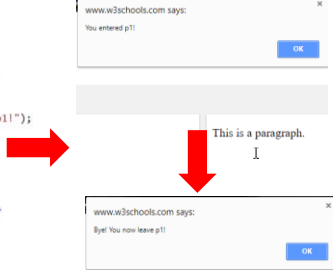 www.w3schools.com says:
You entered p1!
OK
p1!");
This is a paragraph.
www.w3schools.com says:
Bye! You now leave p1!
OK